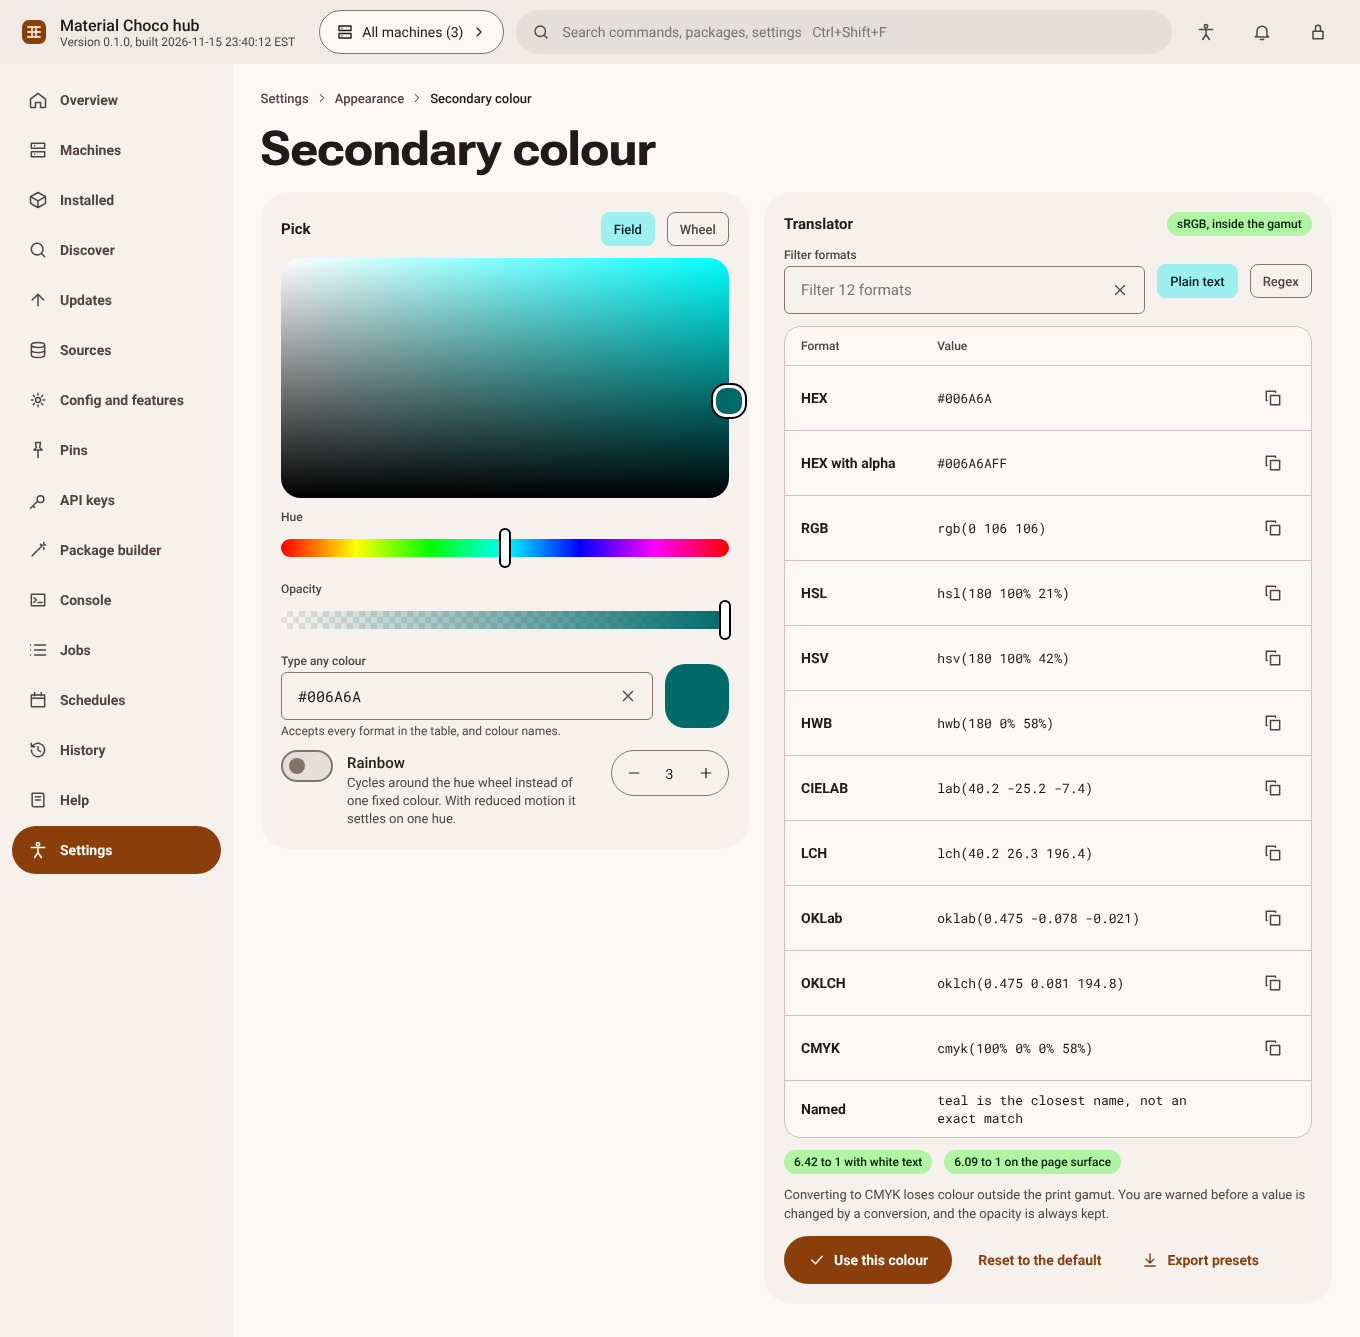 Material Choco hub
Version 0.1.0, built 2026-11-15 23:40:12 EST
All machines (3)
Search commands, packages, settings Ctrl+Shift+F
Overview
Machines
Installed
Discover
Updates
Sources
Config and features
Pins
API keys
Package builder
Console
Jobs
Schedules
History
Help
Settings
Settings > Appearance > Secondary colour
Secondary colour
Pick
Field
Wheel
Hue
Opacity
Type any colour
#006A6A
Accepts every format in the table, and colour names.
Rainbow
Cycles around the hue wheel instead of
one fixed colour. With reduced motion it
settles on one hue.
3
Translator
sRGB, inside the gamut
Filter formats
Filter 12 formats
Plain text
Regex
Format Value
HEX #006A6A
HEX with alpha #006A6AFF
RGB rgb(0 106 106)
HSL hsl(180 100% 21%)
HSV hsv(180 100% 42%)
HWB hwb(180 0% 58%)
CIELAB lab(40.2 -25.2 -7.4)
LCH lch(40.2 26.3 196.4)
OKLab oklab(0.475 -0.078 -0.021)
OKLCH oklch(0.475 0.081 194.8)
CMYK cmyk(100% 0% 0% 58%)
Named teal is the closest name, not an
exact match
6.42 to 1 with white text
6.09 to 1 on the page surface
Converting to CMYK loses colour outside the print gamut. You are warned before a value is
changed by a conversion, and the opacity is always kept.
Use this colour
Reset to the default
Export presets